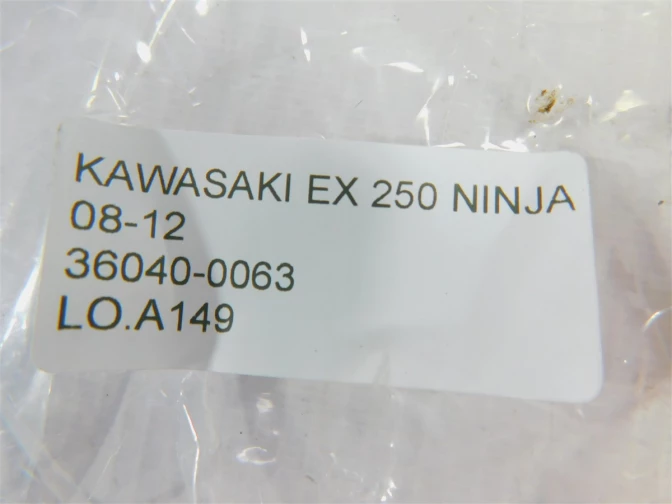 KAWASAKI EX 250 NINJA
08-12
36040-0063
LO.A149